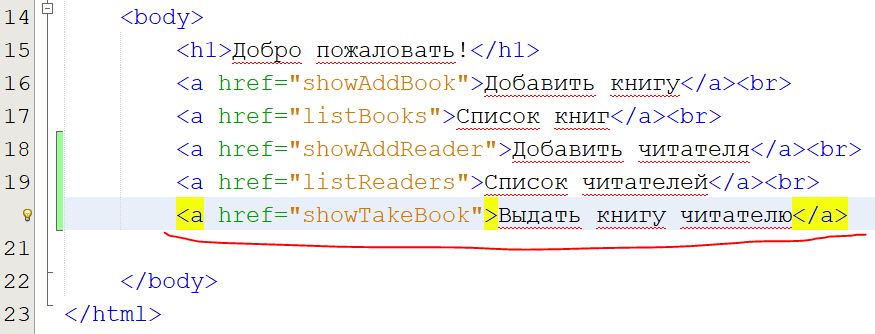 14 <body>
15 <h1>Добро пожаловать!</h1>
16 <a href="showAddBook">Добавить книгу</a><br>
17 <a href="listBooks">Список книг</a><br>
18 <a href="showAddReader">Добавить читателя</a><br>
19 <a href="listReaders">Список читателей</a><br>
<a href="showTakeBook">Выдать книгу читателю</a>
21
22 </body>
23 </html>